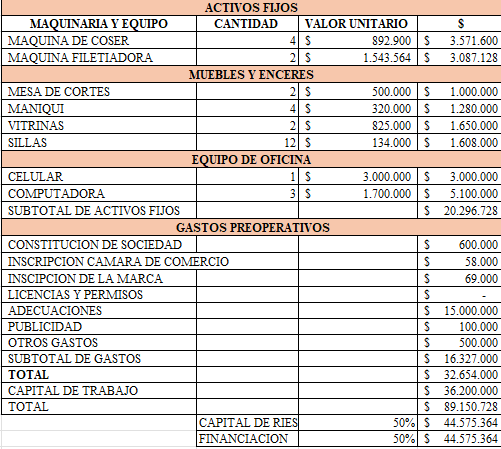 ACTIVOS FIJOS
MAQUINARIA Y EQUIPO CANTIDAD VALOR UNITARIO $
MAQUINA DE COSER 4 $ 892.900 $ 3.571.600
MAQUINA FILETIADORA 2 $ 1.543.564 $ 3.087.128
MUEBLES Y ENCERES
MESA DE CORTES 2 $ 500.000 $ 1.000.000
MANIQUI 4 $ 320.000 $ 1.280.000
VITRINAS 2 $ 825.000 $ 1.650.000
SILLAS 12 $ 134.000 $ 1.608.000
EQUIPO DE OFICINA
CELULAR 1 $ 3.000.000 $ 3.000.000
COMPUTADORA 3 $ 1.700.000 $ 5.100.000
SUBTOTAL DE ACTIVOS FIJOS $ 20.296.728
GASTOS PREOPERATIVOS
CONSTITUCION DE SOCIEDAD $ 600.000
INSCRIPCION CAMARA DE COMERCIO $ 58.000
INSCIPCION DE LA MARCA $ 69.000
LICENCIAS Y PERMISOS $ -
ADECUACIONES $ 15.000.000
PUBLICIDAD $ 100.000
OTROS GASTOS $ 500.000
SUBTOTAL DE GASTOS $ 16.327.000
TOTAL $ 32.654.000
CAPITAL DE TRABAJO $ 36.200.000
TOTAL $ 89.150.728
CAPITAL DE RIES 50% $ 44.575.364
FINANCIACION 50% $ 44.575.364